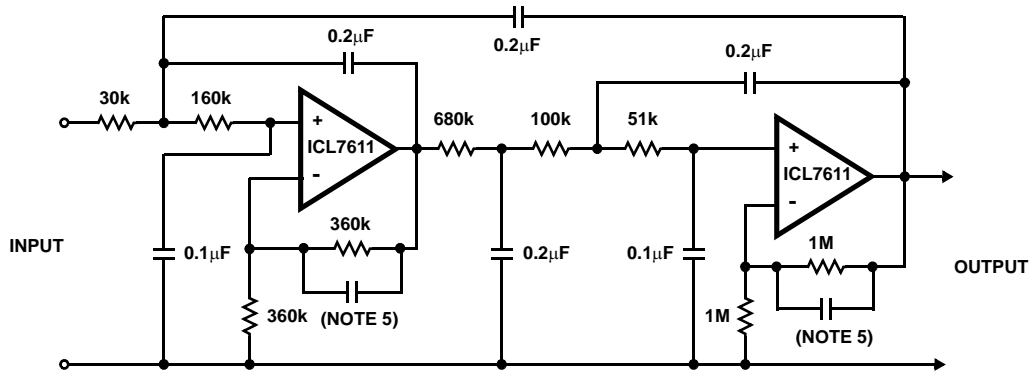 0.2μF
0.2μF
0.2μF
30k
160k
680k
100k
51k
+
ICL7611
-
+
ICL7611
-
360k
1M
INPUT
0.1μF
0.2μF
0.1μF
OUTPUT
360k
(NOTE 5)
1M
(NOTE 5)